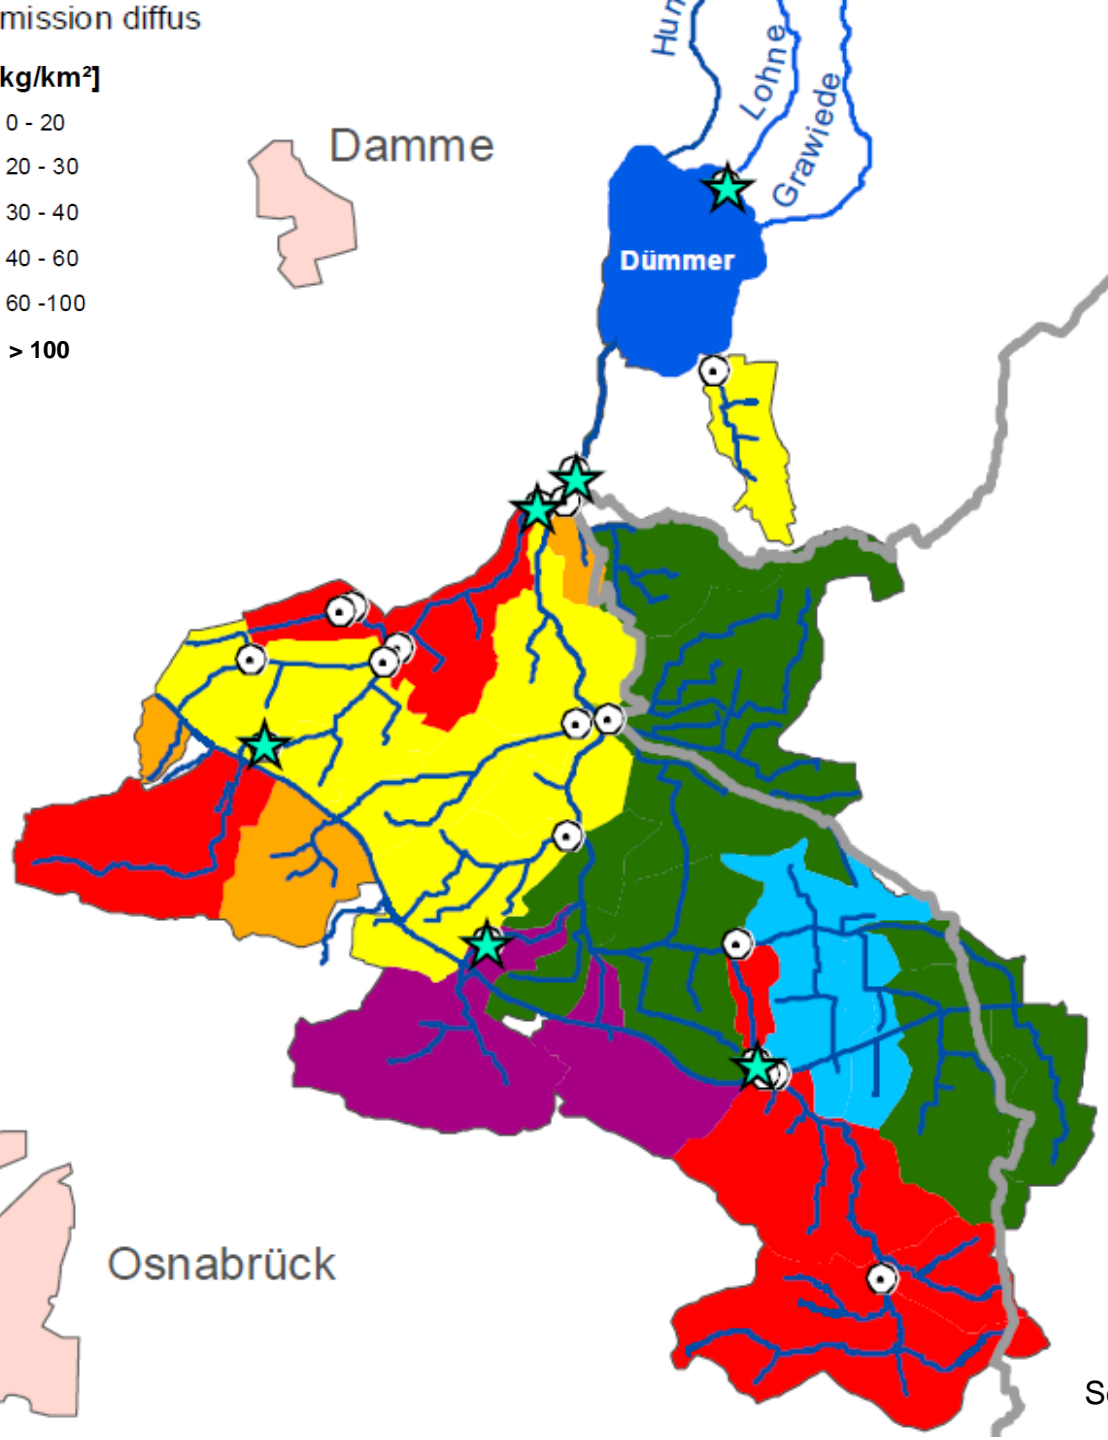 mission diffus
kg/km²]
0 - 20
20 - 30
30 - 40
40 - 60
60 -100
> 100
Damme
Hun
Lohne
Grawiede
Dümmer
Osnabrück